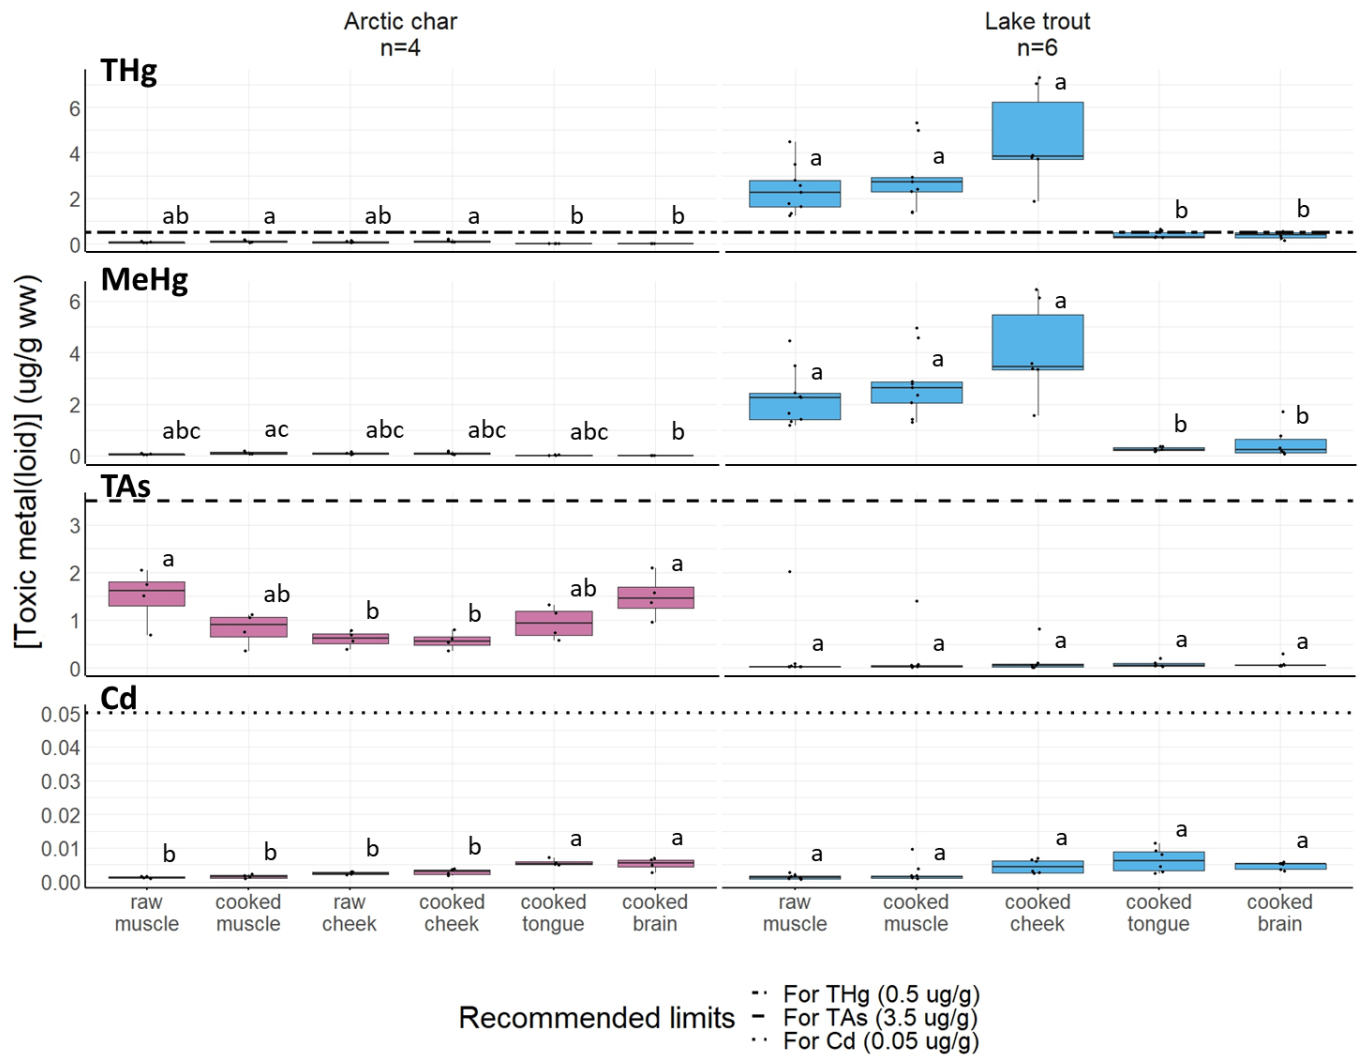 Arctic char
n=4
Lake trout
n=6
[Toxic metal(loid)] (ug/g ww)
THg
6
4
2
0
ab
a
ab
a
b
b
a
a
a
b
b
MeHg
6
4
2
0
abc
ac
abc
abc
abc
b
a
a
a
b
b
TAs
3
2
1
0
a
ab
b
b
ab
a
a
a
a
a
a
Cd
0.05
0.04
0.03
0.02
0.01
0.00
b
b
b
b
a
a
a
a
a
a
a
raw
muscle
cooked
muscle
raw
cheek
cooked
cheek
cooked
tongue
cooked
brain
raw
muscle
cooked
muscle
cooked
cheek
cooked
tongue
cooked
brain
Recommended limits
For THg (0.5 ug/g)
For TAs (3.5 ug/g)
For Cd (0.05 ug/g)